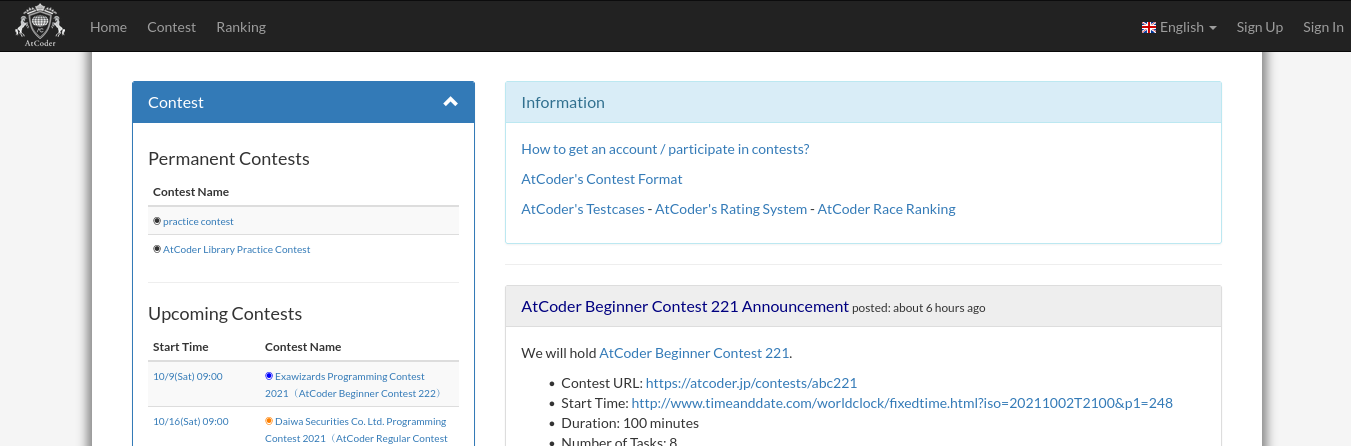 AtCoder
Home Contest Ranking English Sign Up Sign In
Contest
Permanent Contests
Contest Name
practice contest
AtCoder Library Practice Contest
Upcoming Contests
Start Time Contest Name
10/9(Sat) 09:00 Exawizards Programming Contest
2021（AtCoder Beginner Contest 222）
10/16(Sat) 09:00 Daiwa Securities Co. Ltd. Programming
Contest 2021（AtCoder Regular Contest
Information
How to get an account / participate in contests?
AtCoder's Contest Format
AtCoder's Testcases - AtCoder's Rating System - AtCoder Race Ranking
AtCoder Beginner Contest 221 Announcement posted: about 6 hours ago
We will hold AtCoder Beginner Contest 221.
• Contest URL: https://atcoder.jp/contests/abc221
• Start Time: http://www.timeanddate.com/worldclock/fixedtime.html?iso=20211002T2100&p1=248
• Duration: 100 minutes
• Number of Tasks: 8